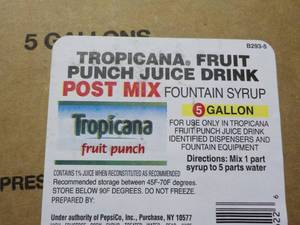 5 GALLONS
B293-5
TROPICANA® FRUIT
PUNCH JUICE DRINK
POST MIX FOUNTAIN SYRUP
5 GALLON
Tropicana
fruit punch
FOR USE ONLY IN TROPICANA
FRUIT PUNCH JUICE DRINK
IDENTIFIED DISPENSERS AND
FOUNTAIN EQUIPMENT
Directions: Mix 1 part
syrup to 5 parts water
CONTAINS 1% JUICE WHEN RECONSTITUTED AS RECOMMENDED
Recommended storage between 45F-70F degrees.
STORE BELOW 90F DEGREES. DO NOT FREEZE.
PREPARED BY:
PRES
Under authority of PepsiCo, Inc., Purchase, NY 10577